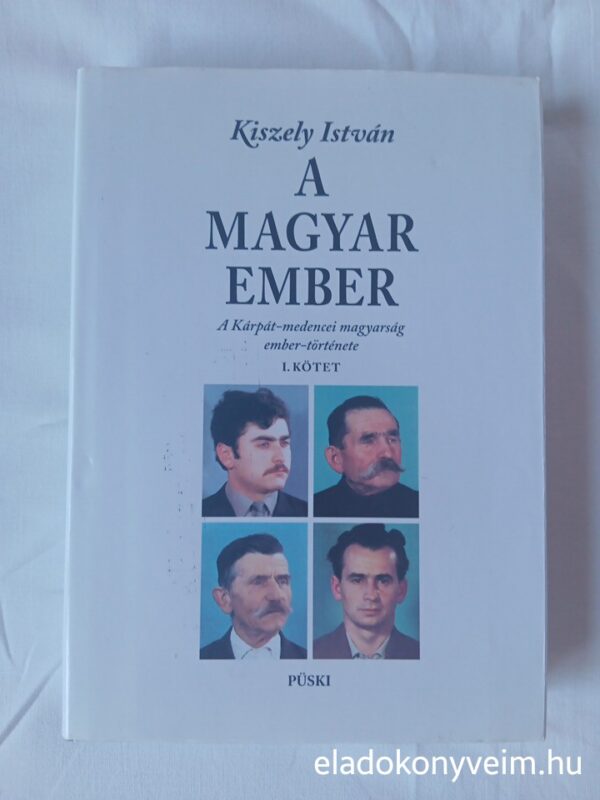 Kiszely István
A
MAGYAR
EMBER
A Kárpát-medencei magyarság
ember-története
I. KÖTET
PÜSKI
eladokonyveim.hu